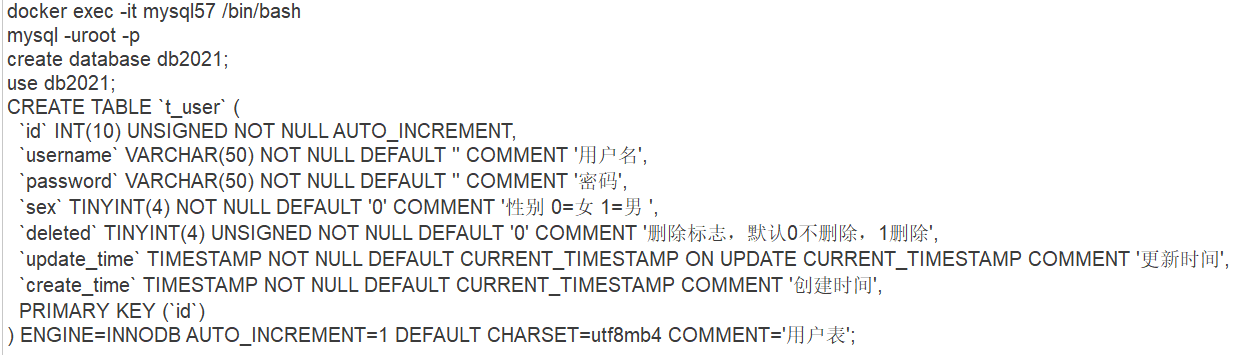 docker exec -it mysql57 /bin/bash
mysql -uroot -p
create database db2021;
use db2021;
CREATE TABLE `t_user` (
  `id` INT(10) UNSIGNED NOT NULL AUTO_INCREMENT,
  `username` VARCHAR(50) NOT NULL DEFAULT '' COMMENT '用户名',
  `password` VARCHAR(50) NOT NULL DEFAULT '' COMMENT '密码',
  `sex` TINYINT(4) NOT NULL DEFAULT '0' COMMENT '性别 0=女 1=男 ',
  `deleted` TINYINT(4) UNSIGNED NOT NULL DEFAULT '0' COMMENT '删除标志，默认0不删除，1删除',
  `update_time` TIMESTAMP NOT NULL DEFAULT CURRENT_TIMESTAMP ON UPDATE CURRENT_TIMESTAMP COMMENT '更新时间',
  `create_time` TIMESTAMP NOT NULL DEFAULT CURRENT_TIMESTAMP COMMENT '创建时间',
  PRIMARY KEY (`id`)
) ENGINE=INNODB AUTO_INCREMENT=1 DEFAULT CHARSET=utf8mb4 COMMENT='用户表';